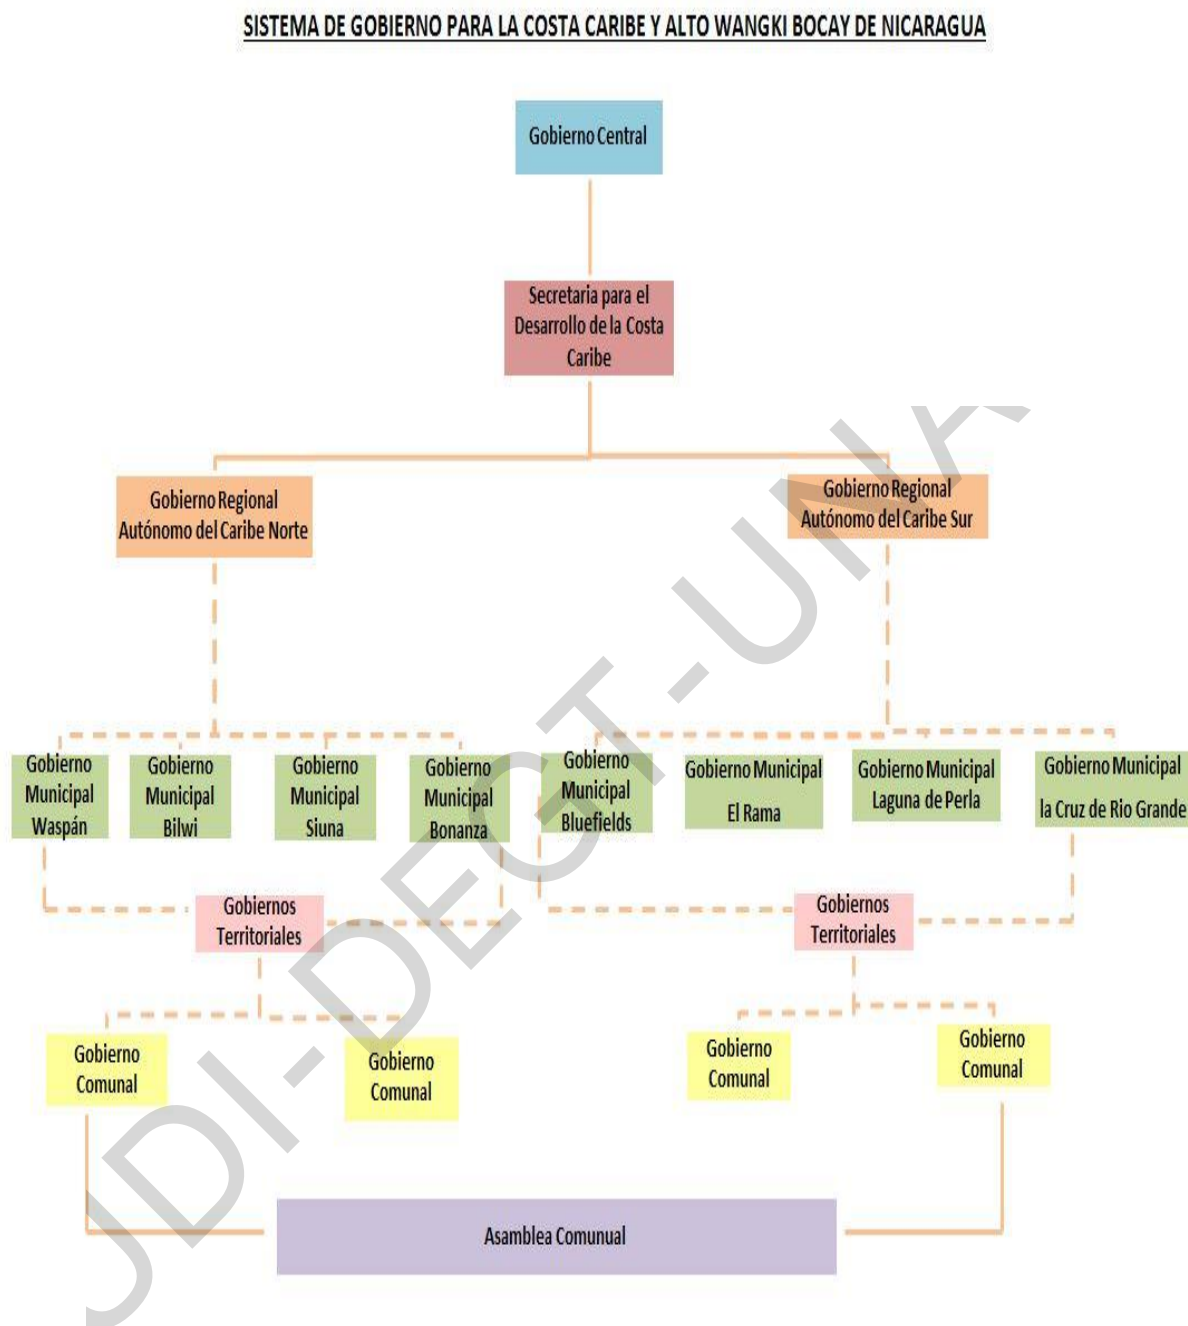 SISTEMA DE GOBIERNO PARA LA COSTA CARIBE Y ALTO WANGKI BOCAY DE NICARAGUA
Gobierno Central
Secretaria para el
Desarrollo de la Costa
Caribe
Gobierno Regional
Autónomo del Caribe Norte
Gobierno Regional
Autónomo del Caribe Sur
Gobierno
Municipal
Waspán
Gobierno
Municipal
Bilwi
Gobierno
Municipal
Siuna
Gobierno
Municipal
Bonanza
Gobierno
Municipal
Bluefields
Gobierno Municipal
El Rama
Gobierno Municipal
Laguna de Perla
Gobierno Municipal
la Cruz de Rio Grande
Gobiernos
Territoriales
Gobiernos
Territoriales
Gobierno
Comunal
Gobierno
Comunal
Gobierno
Comunal
Gobierno
Comunal
Asamblea Comunual
UDI-DEGT-UNA